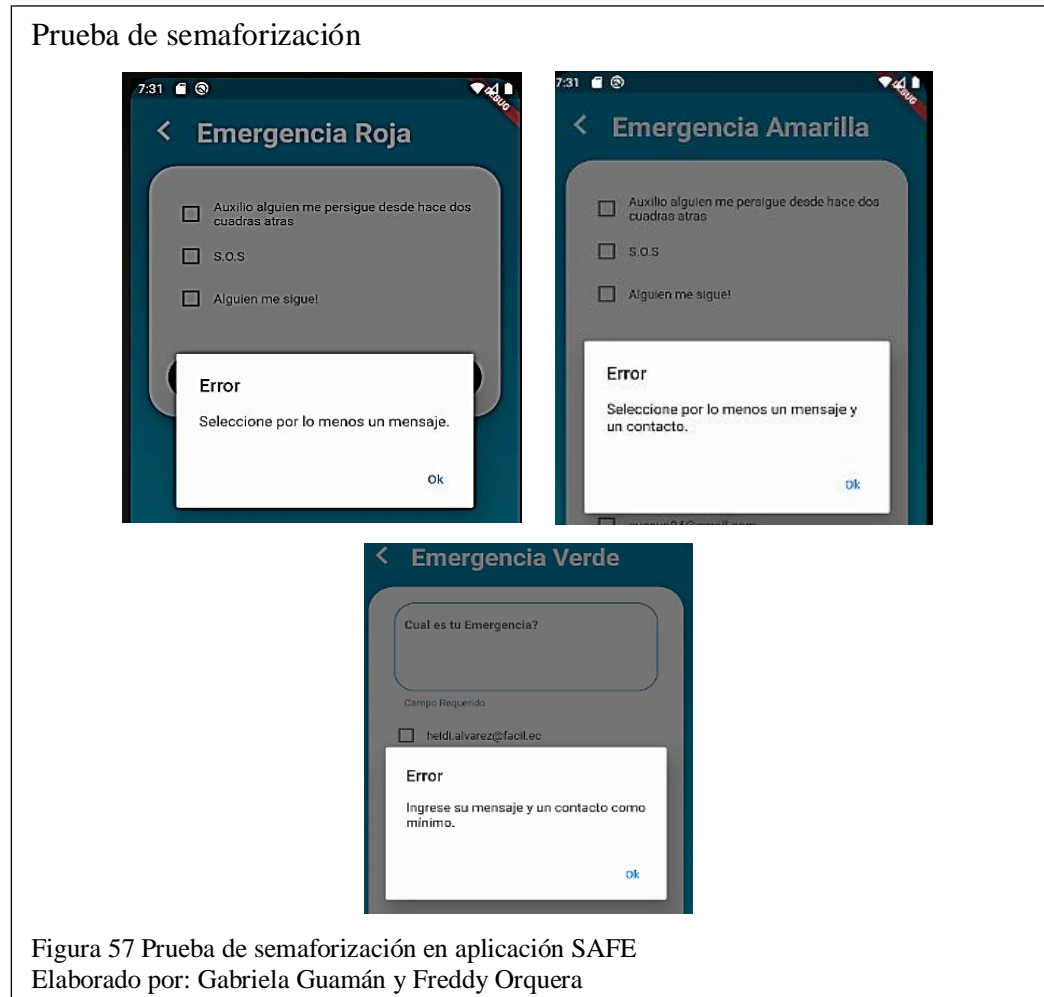 Prueba de semaforización
7:31
DEBUG
Emergencia Roja
Auxilio alguien me persigue desde hace dos
cuadras atras
S.O.S
Alguien me sigue!
Error
Seleccione por lo menos un mensaje.
Ok
7:31
DEBUG
Emergencia Amarilla
Auxilio alguien me persigue desde hace dos
cuadras atras
S.O.S
Alguien me sigue!
Error
Seleccione por lo menos un mensaje y
un contacto.
Ok
Emergencia Verde
Cual es tu Emergencia?
Campo Requerido
heidi.alvarez@facil.ec
Error
Ingrese su mensaje y un contacto como
mínimo.
Ok
Figura 57 Prueba de semaforización en aplicación SAFE
Elaborado por: Gabriela Guamán y Freddy Orquera